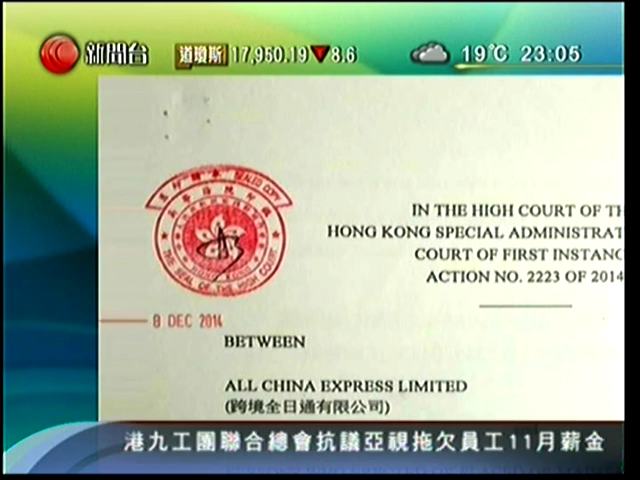 新聞台 道瓊斯 17,950.19▼8.6 19℃ 23:05
SEALED COPY
THE SEAL OF THE HIGH COURT
HONG KONG
IN THE HIGH COURT OF TH
HONG KONG SPECIAL ADMINISTRAT
COURT OF FIRST INSTANC
ACTION NO. 2223 OF 2014
8 DEC 2014
BETWEEN
ALL CHINA EXPRESS LIMITED
(跨境全日通有限公司)
港九工團聯合總會抗議亞視拖欠員工11月薪金